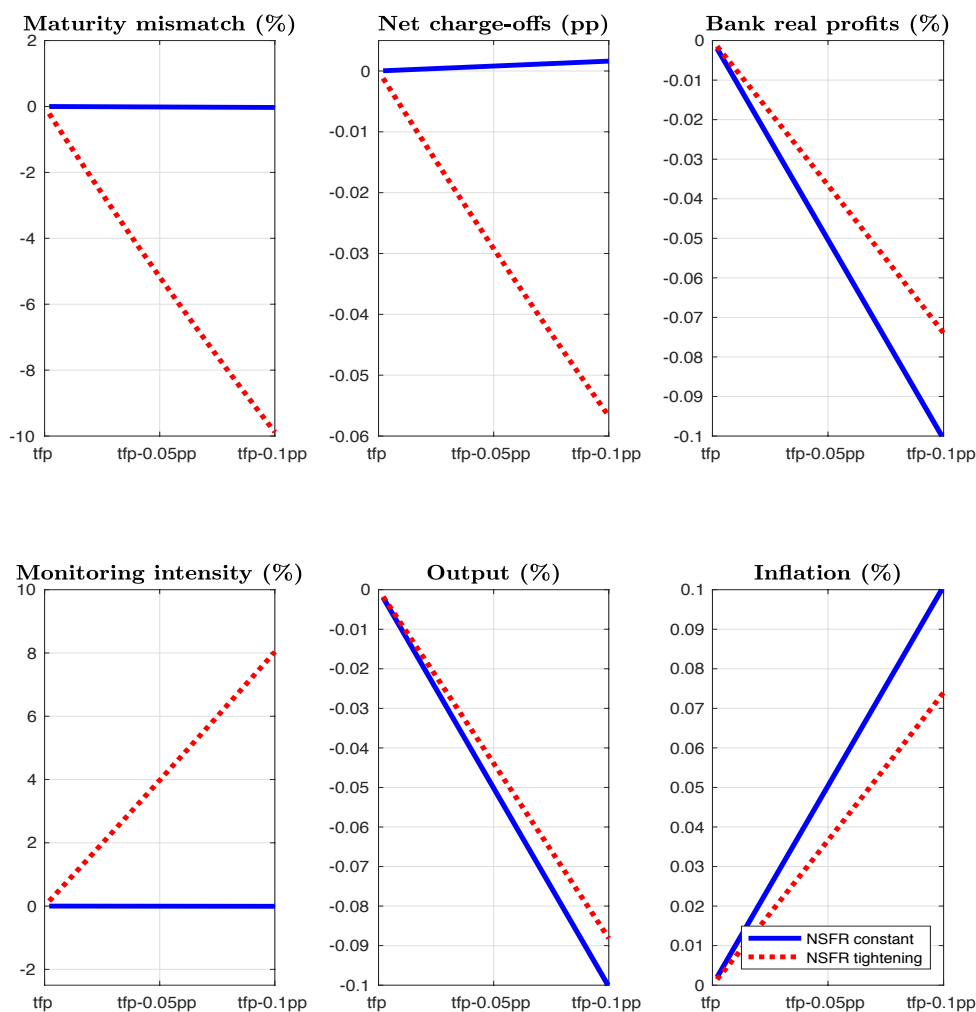 Maturity mismatch (%)
2
0
-2
-4
-6
-8
-10
tfp
tfp-0.05pp
tfp-0.1pp
Net charge-offs (pp)
0
-0.01
-0.02
-0.03
-0.04
-0.05
-0.06
tfp
tfp-0.05pp
tfp-0.1pp
Bank real profits (%)
0
-0.01
-0.02
-0.03
-0.04
-0.05
-0.06
-0.07
-0.08
-0.09
-0.1
tfp
tfp-0.05pp
tfp-0.1pp
Monitoring intensity (%)
10
8
6
4
2
0
-2
tfp
tfp-0.05pp
tfp-0.1pp
Output (%)
0
-0.01
-0.02
-0.03
-0.04
-0.05
-0.06
-0.07
-0.08
-0.09
-0.1
tfp
tfp-0.05pp
tfp-0.1pp
Inflation (%)
0.1
0.09
0.08
0.07
0.06
0.05
0.04
0.03
0.02
0.01
0
tfp
tfp-0.05pp
tfp-0.1pp
NSFR constant
NSFR tightening